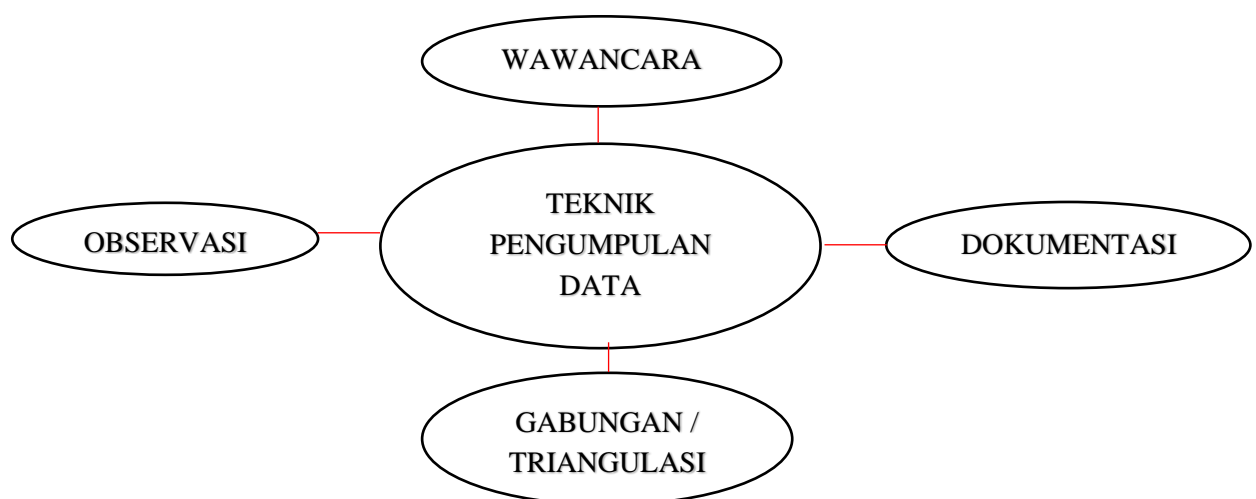 WAWANCARA
OBSERVASI
TEKNIK
PENGUMPULAN
DATA
DOKUMENTASI
GABUNGAN /
TRIANGULASI